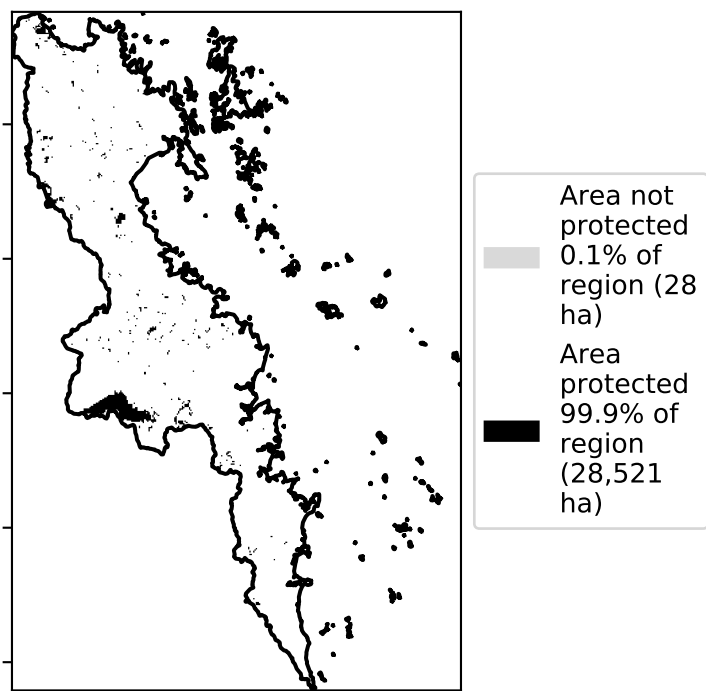 Area not
protected
0.1% of
region (28
ha)
Area
protected
99.9% of
region
(28,521
ha)